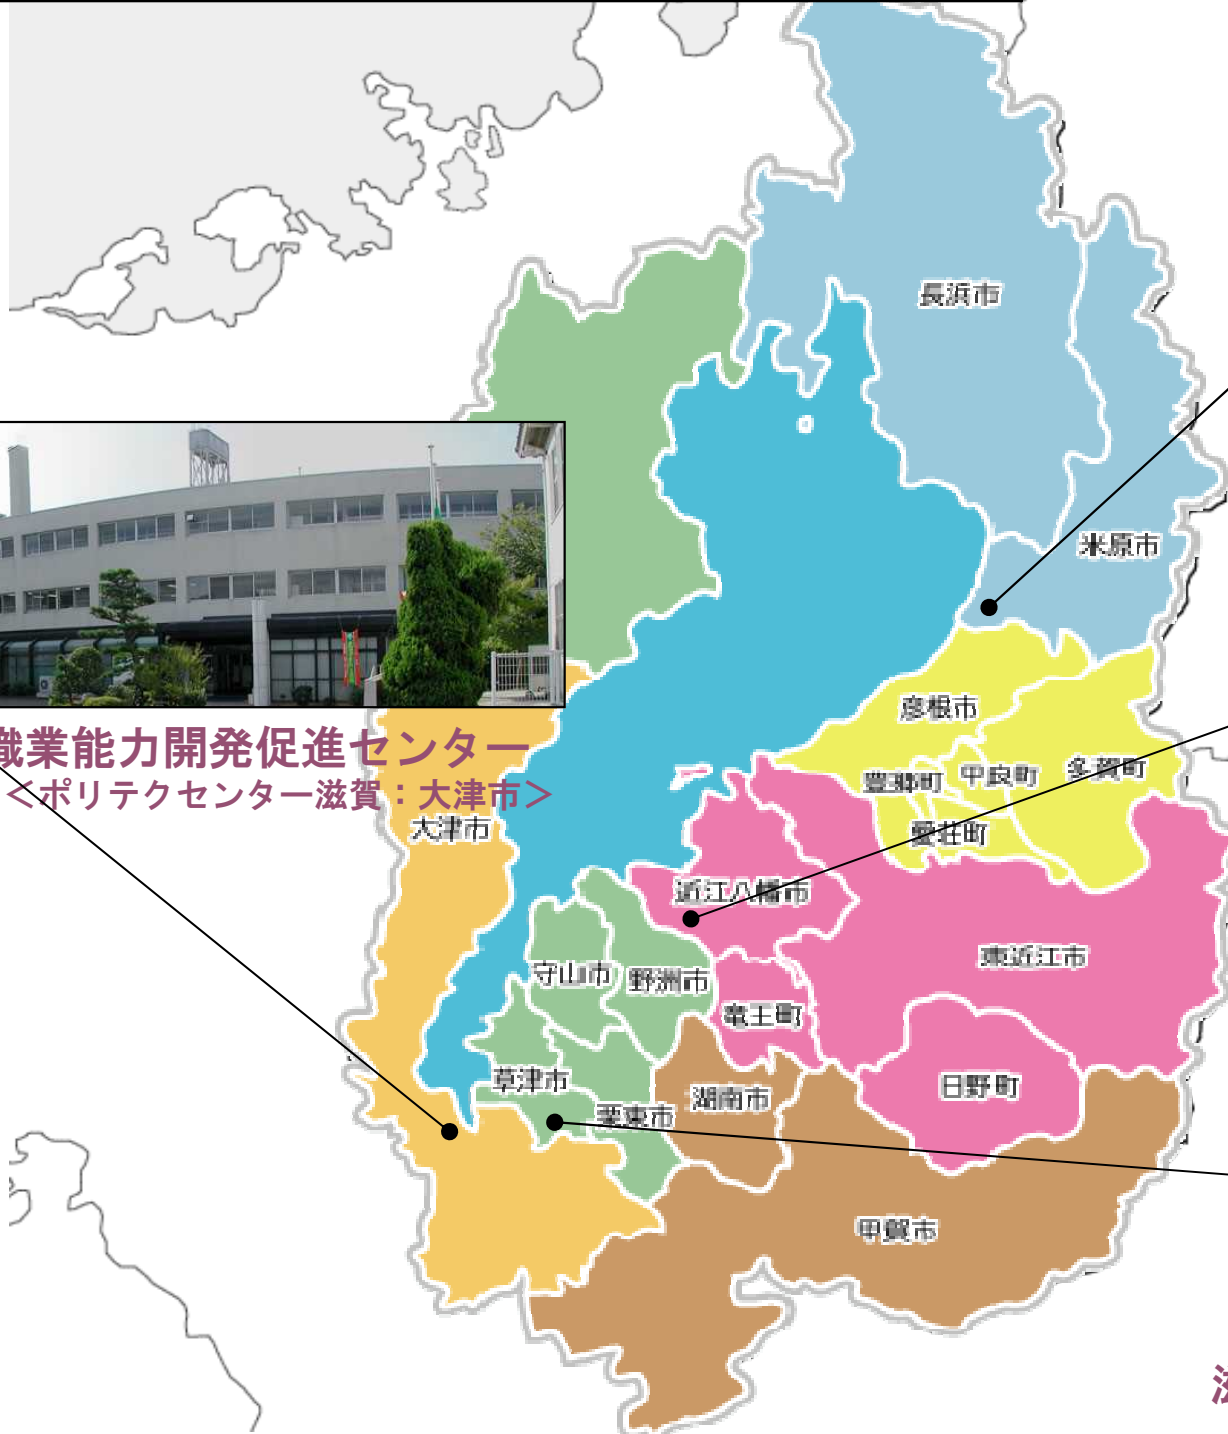 長浜市
米原市
彦根市
職業能力開発促進センター
豊郷町
甲良町
多賀町
＜ポリテクセンター滋賀：大津市＞
大津市
愛荘町
近江八幡市
東近江市
守山市
野洲市
竜王町
草津市
日野町
湖南市
栗東市
甲賀市